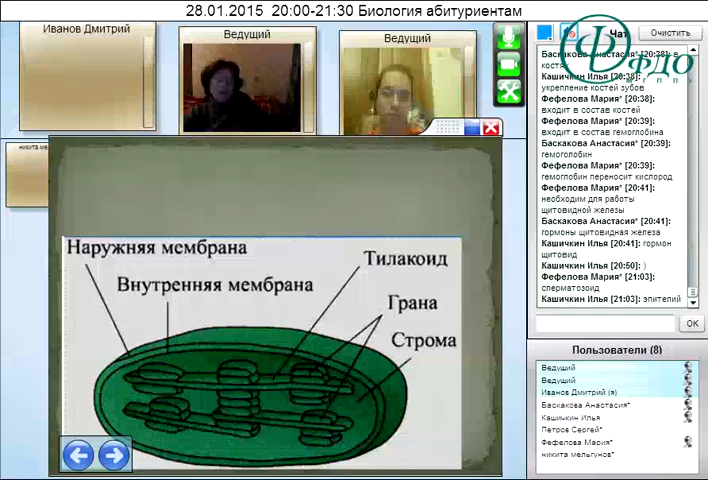 28.01.2015 20:00-21:30 Биология абитуриентам
Иванов Дмитрий
Ведущий
Ведущий
Чат
Очистить
ФДО
Баскакова Анастасия* [20:38]: в
костях
Кашичкин Илья [20:38]:
укрепление костей зубов
Фефелова Мария* [20:38]:
входит в состав костей
Фефелова Мария* [20:39]:
входит в состав гемоглобина
Баскакова Анастасия* [20:39]:
гемоголобин
Фефелова Мария* [20:39]:
гемоглобин переносит кислород
Фефелова Мария* [20:41]:
необходим для работы
щитовидной железы
Баскакова Анастасия* [20:41]:
гормоны щитовидная железа
Кашичкин Илья [20:41]: гормон
щитовид
Кашичкин Илья [20:50]: )
Фефелова Мария* [21:03]:
сперматозоид
Кашичкин Илья [21:03]: эпителий
OK
Пользователи (8)
Ведущий
Ведущий
Иванов Дмитрий (я)
Баскакова Анастасия*
Кашичкин Илья
Петров Сергей*
Фефелова Мария*
никита мельгунов*
Наружняя мембрана
Внутренняя мембрана
Тилакоид
Грана
Строма